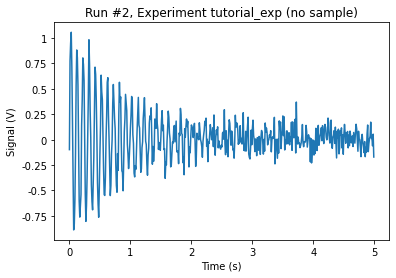 Run #2, Experiment tutorial_exp (no sample)
Signal (V)
1
0.75
0.5
0.25
0
-0.25
-0.5
-0.75
0 1 2 3 4 5
Time (s)